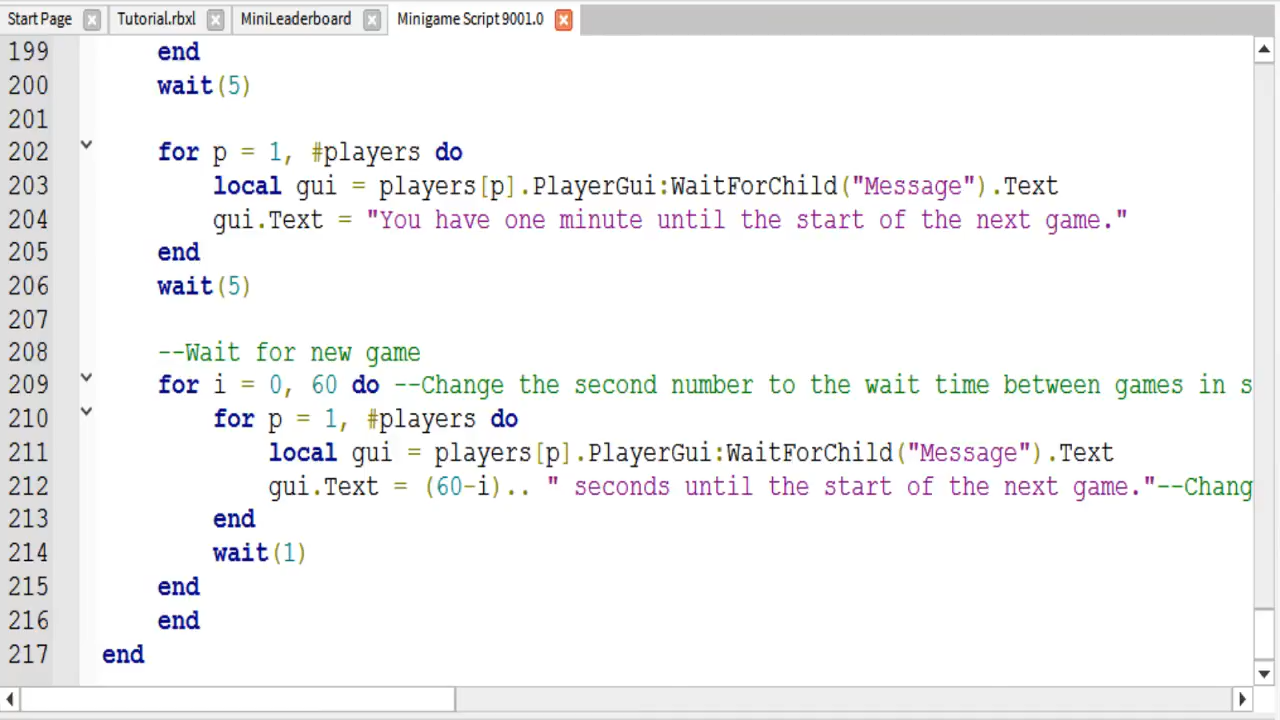 Start Page Tutorial.rbxl MiniLeaderboard Minigame Script 9001.0
199 end
200 wait(5)
201
202 for p = 1, #players do
203 local gui = players[p].PlayerGui:WaitForChild("Message").Text
204 gui.Text = "You have one minute until the start of the next game."
205 end
206 wait(5)
207
208 --Wait for new game
209 for i = 0, 60 do --Change the second number to the wait time between games in s
210 for p = 1, #players do
211 local gui = players[p].PlayerGui:WaitForChild("Message").Text
212 gui.Text = (60-i).. " seconds until the start of the next game."--Chang
213 end
214 wait(1)
215 end
216 end
217 end